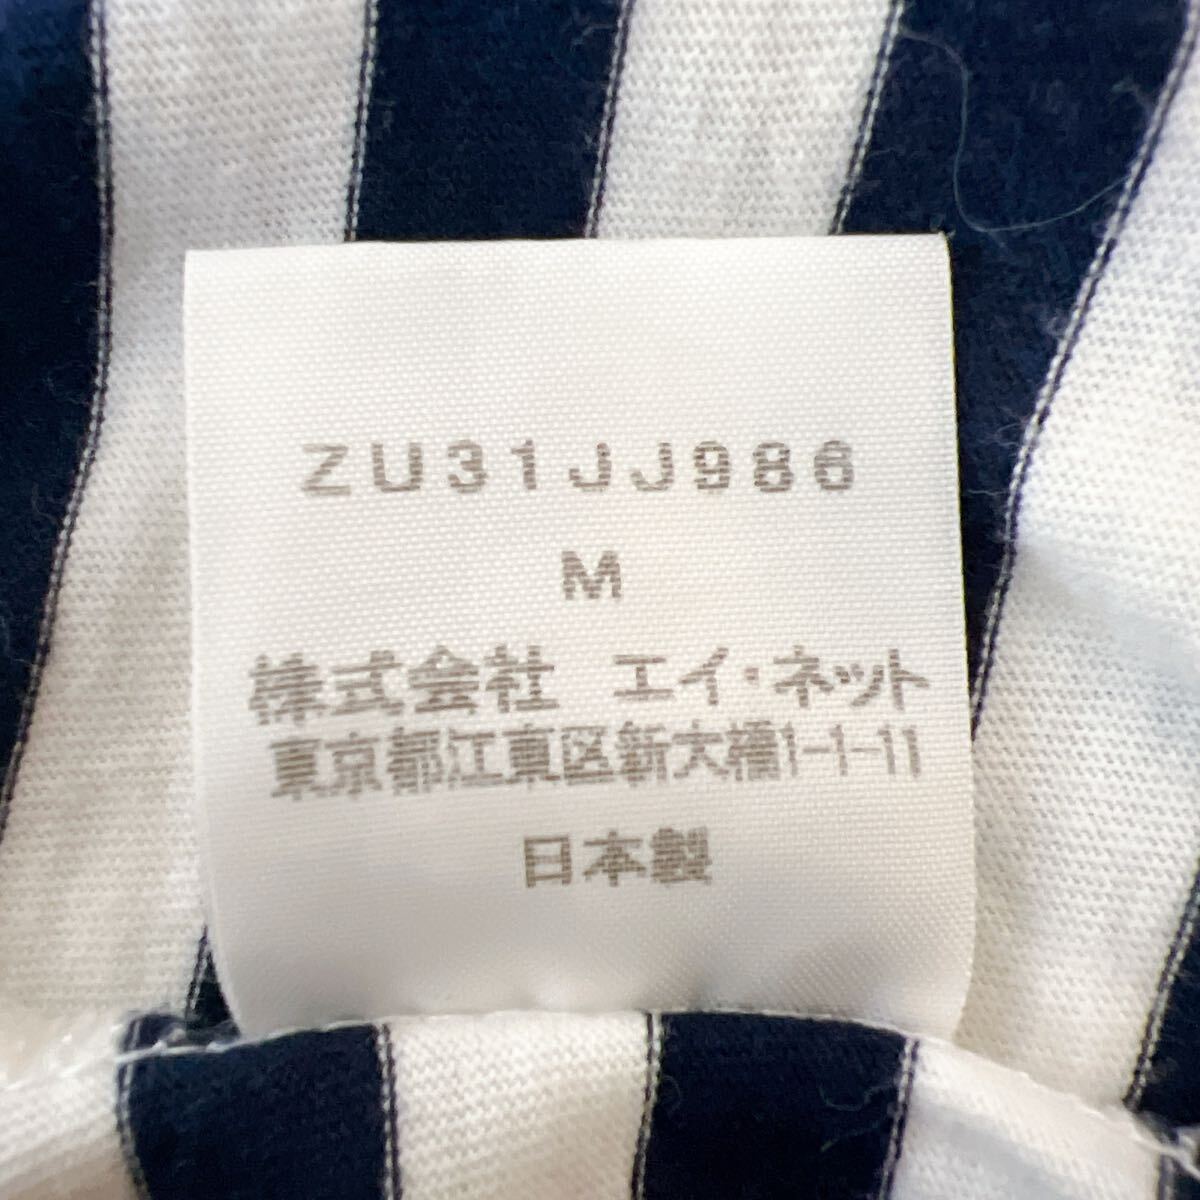 ZU31JJ986
M
株式会社 エイ・ネット
東京都江東区新大橋1-1-11
日本製